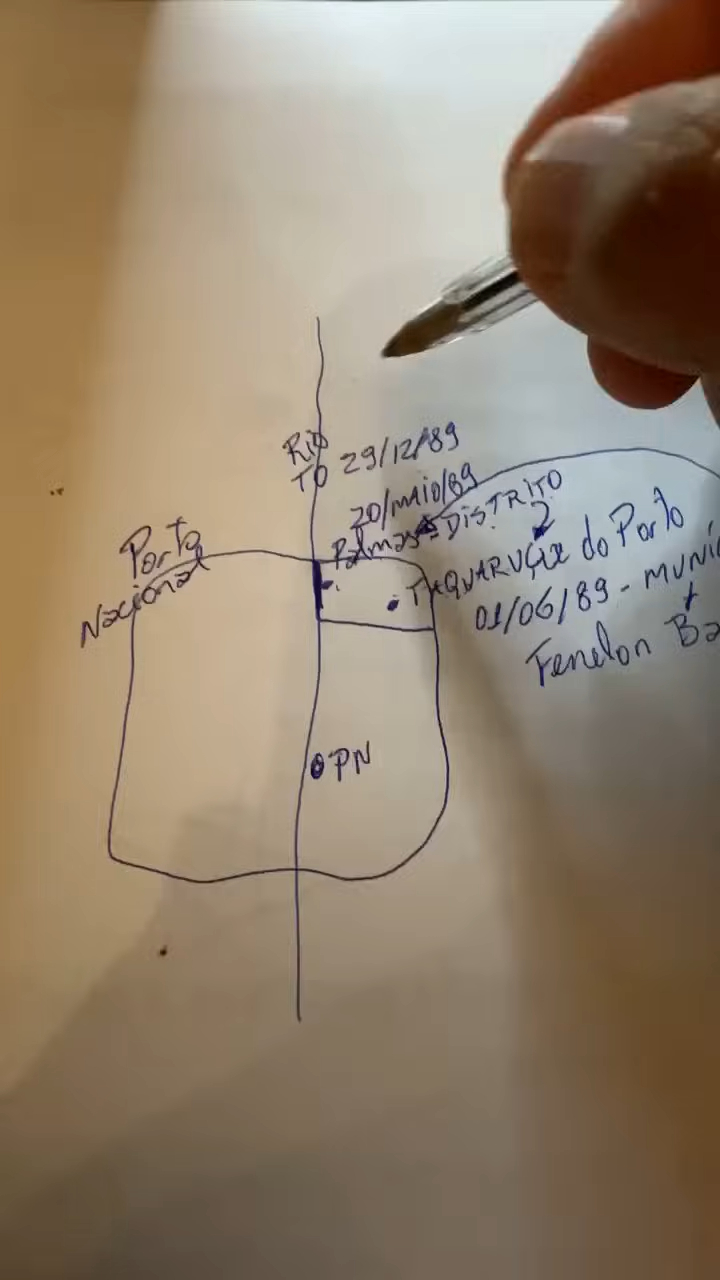 RIO
TO
29/12/89
20/MAIO/89
Palmas - DISTRITO
Porto
Nacional
TAQUARUÇU do Porto
01/06/89 - MUNI
Fenelon Ba
PN